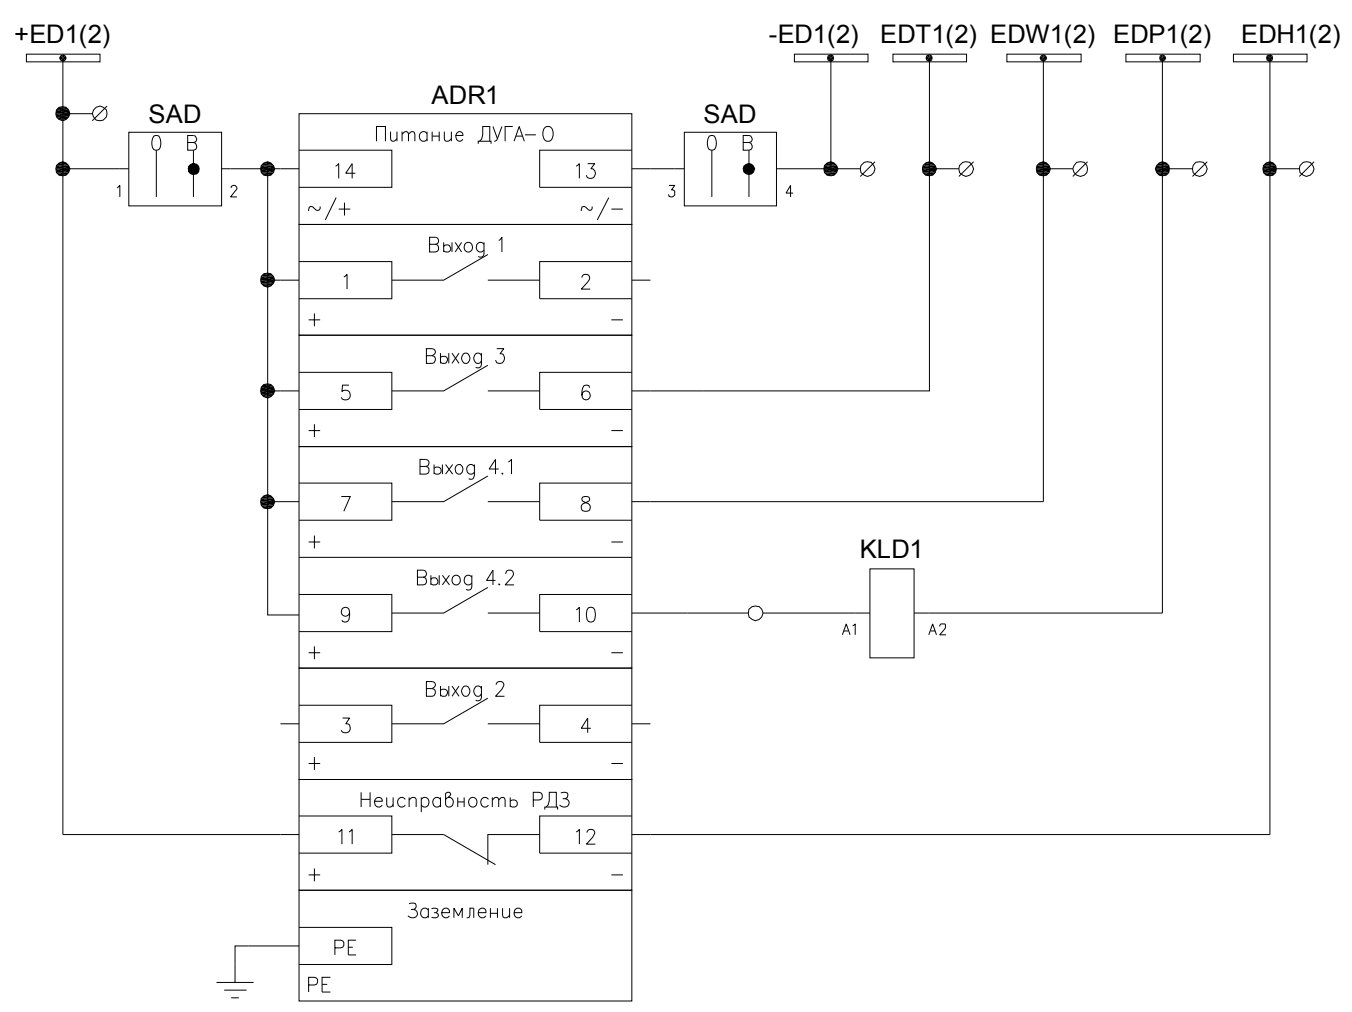 +ED1(2) -ED1(2) EDT1(2) EDW1(2) EDP1(2) EDH1(2)
ADR1
SAD SAD
Питание ДУГА-О
О В О В
14 13
1 2 3 4
~/+ ~/−
Выход 1
1 2
+ −
Выход 3
5 6
+ −
Выход 4.1
7 8
+ −
KLD1
Выход 4.2
9 10
A1 A2
+ −
Выход 2
3 4
+ −
Неисправность РДЗ
11 12
+ −
Заземление
PE
PE